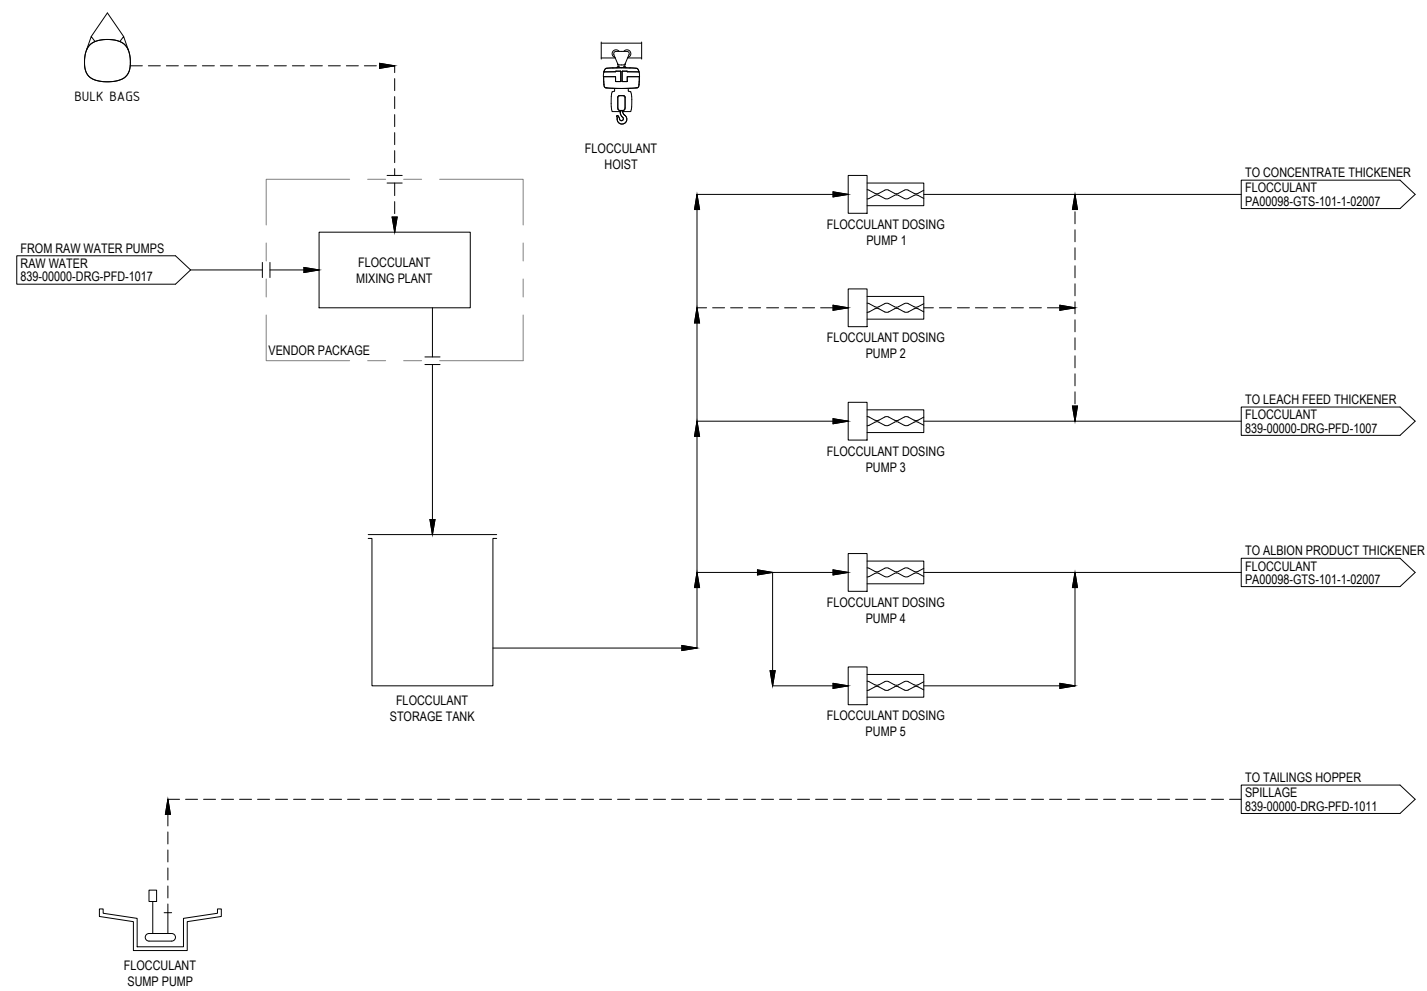 BULK BAGS
FLOCCULANT
HOIST
TO CONCENTRATE THICKENER
FLOCCULANT
PA00098-GTS-101-1-02007
FLOCCULANT DOSING
PUMP 1
FROM RAW WATER PUMPS
RAW WATER
839-00000-DRG-PFD-1017
FLOCCULANT
MIXING PLANT
VENDOR PACKAGE
FLOCCULANT DOSING
PUMP 2
TO LEACH FEED THICKENER
FLOCCULANT
839-00000-DRG-PFD-1007
FLOCCULANT DOSING
PUMP 3
TO ALBION PRODUCT THICKENER
FLOCCULANT
PA00098-GTS-101-1-02007
FLOCCULANT DOSING
PUMP 4
FLOCCULANT
STORAGE TANK
FLOCCULANT DOSING
PUMP 5
TO TAILINGS HOPPER
SPILLAGE
839-00000-DRG-PFD-1011
FLOCCULANT
SUMP PUMP